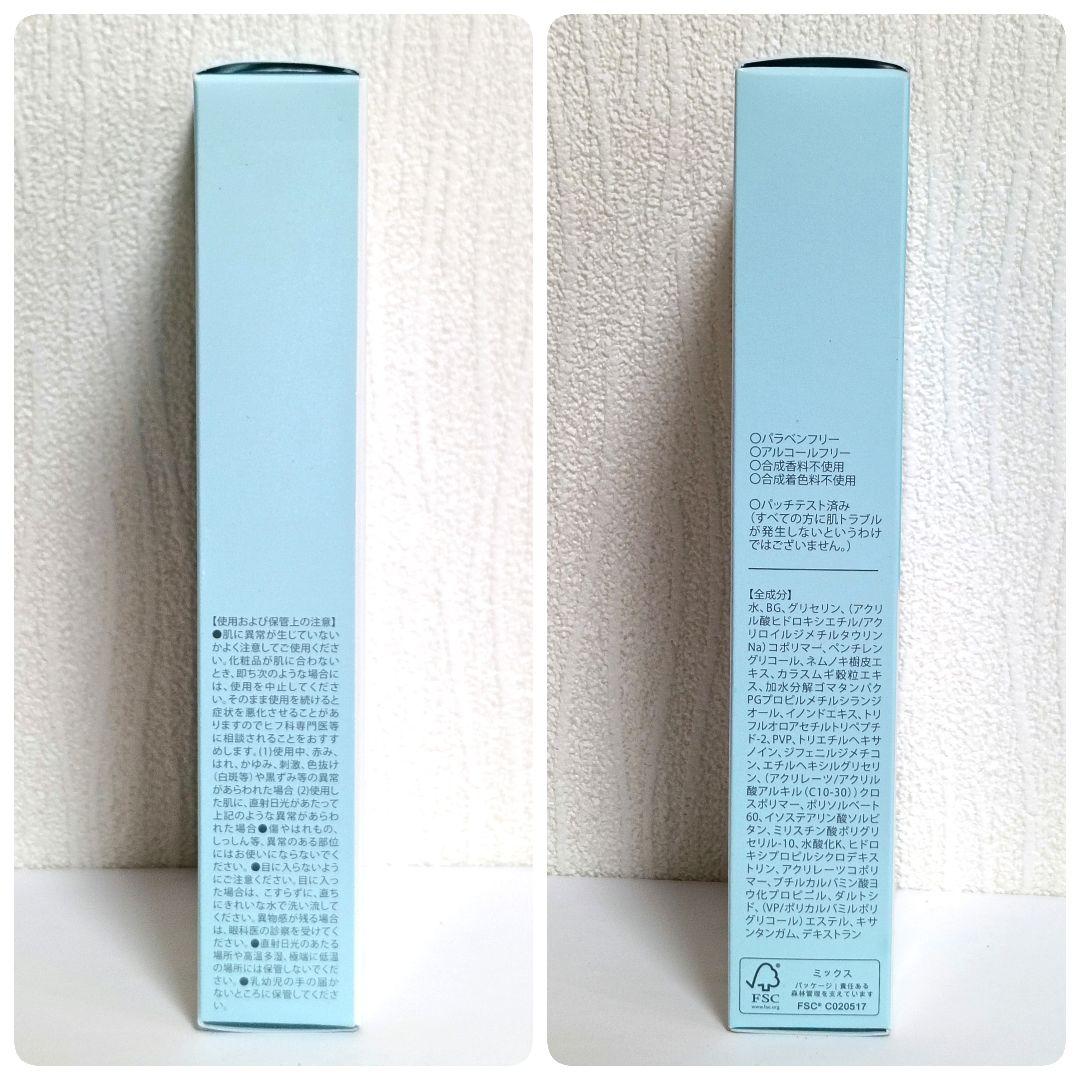 【使用および保管上の注意】
●肌に異常が生じていない
かよく注意してご使用くださ
い。化粧品が肌に合わない
とき、即ち次のような場合に
は、使用を中止してくださ
い。そのまま使用を続けると
症状を悪化させることがあ
りますのでヒフ科専門医等
に相談されることをおすす
めします。(1)使用中、赤み、
はれ、かゆみ、刺激、色抜け
(白斑等)や黒ずみ等の異常
があらわれた場合 (2)使用し
た肌に、直射日光があたって
上記のような異常があらわ
れた場合●傷やはれもの、
しっしん等、異常のある部位
にはお使いにならないでく
ださい。●目に入らないよう
にご注意ください。目に入っ
た場合は、こすらずに、直ち
にきれいな水で洗い流して
ください。異物感が残る場合
は、眼科医の診察を受けてく
ださい。●直射日光のあたる
場所や高温多湿、極端に低温
の場所には保管しないでくだ
さい。●乳幼児の手の届か
ないところに保管してくださ
い。
〇パラベンフリー
〇アルコールフリー
〇合成香料不使用
〇合成着色料不使用
〇パッチテスト済み
(すべての方に肌トラブル
が発生しないというわけ
ではございません。)
【全成分】
水、BG、グリセリン、(アクリ
ル酸ヒドロキシエチル/アク
リロイルジメチルタウリン
Na)コポリマー、ペンチレン
グリコール、ネムノキ樹皮エ
キス、カラスムギ穀粒エキ
ス、加水分解ゴマタンパク
PGプロピルメチルシランジ
オール、イノンドエキス、トリ
フルオロアセチルトリペプチ
ド-2、PVP、トリエチルヘキサ
ノイン、ジフェニルジメチコ
ン、エチルヘキシルグリセリ
ン、(アクリレーツ/アクリル
酸アルキル(C10-30))クロ
スポリマー、ポリソルベート
60、イソステアリン酸ソルビ
タン、ミリスチン酸ポリグリ
セリル-10、水酸化K、ヒドロ
キシプロピルシクロデキス
トリン、アクリレーツコポリ
マー、ブチルカルバミン酸ヨ
ウ化プロピニル、ダルトシ
ド、(VP/ポリカルバミルポリ
グリコール)エステル、キサ
ンタンガム、デキストラン
FSC
www.fsc.org
ミックス
パッケージ|責任ある
森林管理を支えています
FSC® C020517